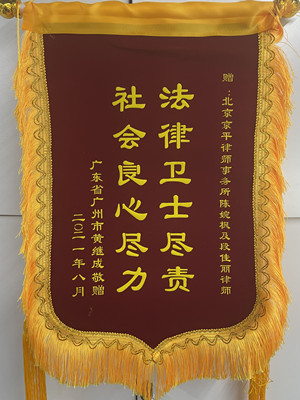 赠：北京京平律师事务所陈婉枫及段佳丽律师
法律卫士尽责
社会良心尽力
广东省广州市黄继成敬赠
二〇二一年八月